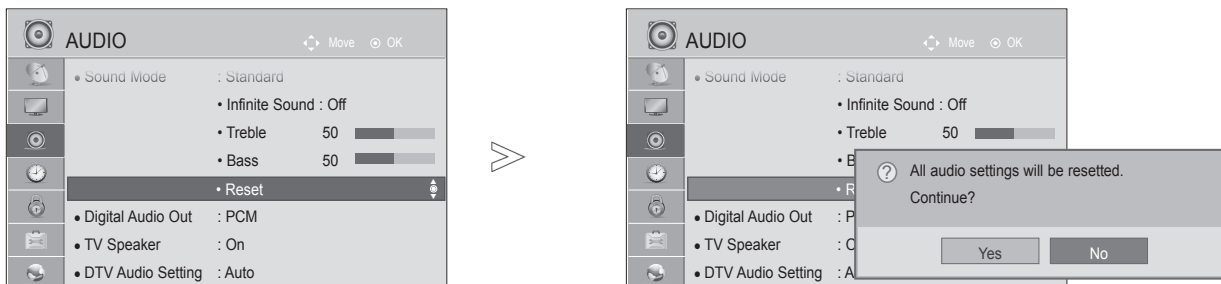 AUDIO
Move OK
• Sound Mode : Standard
• Infinite Sound : Off
• Treble 50
• Bass 50
• Reset
• Digital Audio Out : PCM
• TV Speaker : On
• DTV Audio Setting : Auto
AUDIO
Move OK
• Sound Mode : Standard
• Infinite Sound : Off
• Treble 50
• B
• R
• Digital Audio Out : P
• TV Speaker
• DTV Audio Setting : A
? All audio settings will be resetted.
Continue?
Yes No